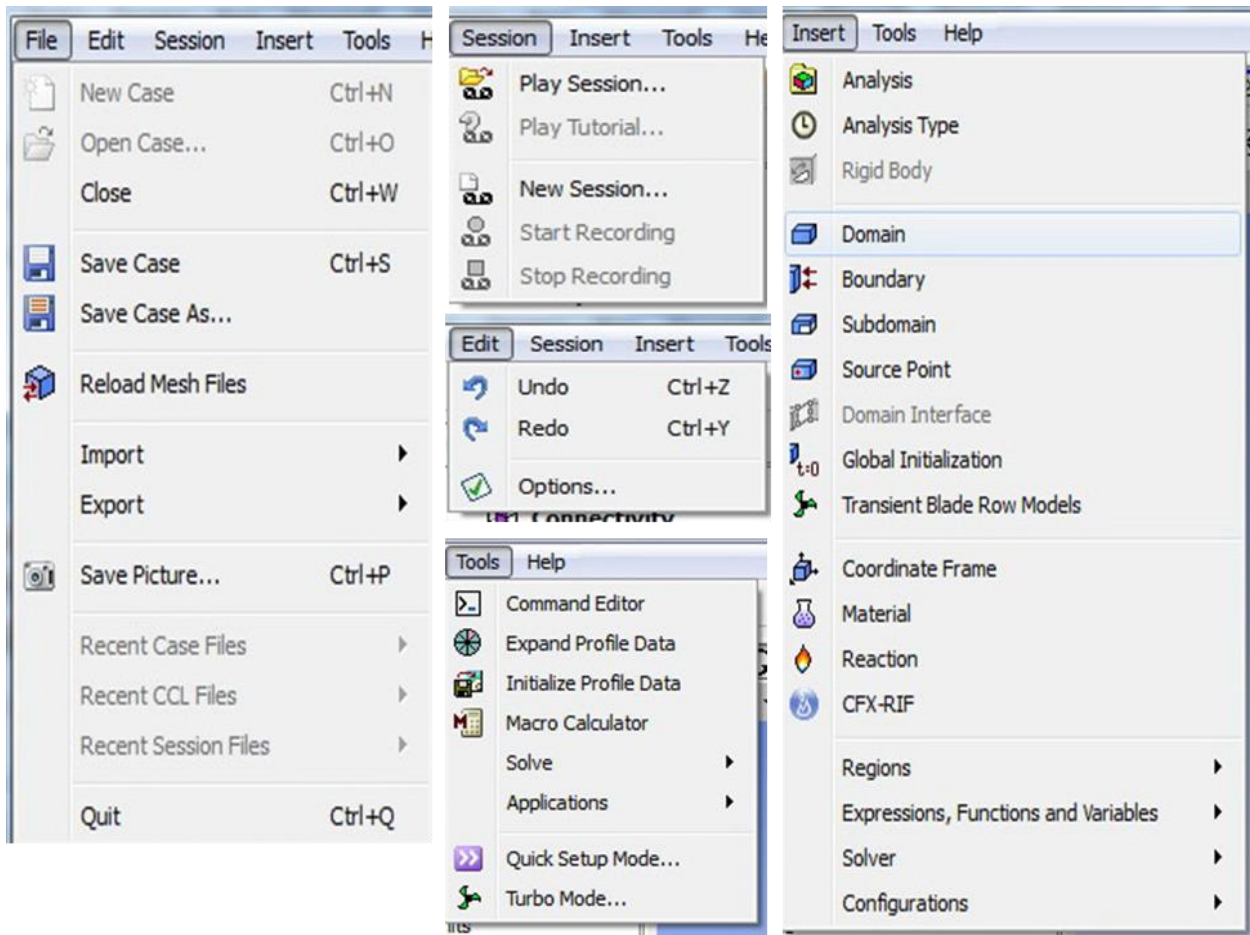 File Edit Session Insert Tools H
New Case Ctrl+N
Open Case... Ctrl+O
Close Ctrl+W
Save Case Ctrl+S
Save Case As...
Reload Mesh Files
Import
Export
Save Picture... Ctrl+P
Recent Case Files
Recent CCL Files
Recent Session Files
Quit Ctrl+Q
Session Insert Tools He
Play Session...
Play Tutorial...
New Session...
Start Recording
Stop Recording
Edit Session Insert Tools
Undo Ctrl+Z
Redo Ctrl+Y
Options...
Connectivity
Tools Help
Command Editor
Expand Profile Data
Initialize Profile Data
Macro Calculator
Solve
Applications
Quick Setup Mode...
Turbo Mode...
Insert Tools Help
Analysis
Analysis Type
Rigid Body
Domain
Boundary
Subdomain
Source Point
Domain Interface
t=0 Global Initialization
Transient Blade Row Models
Coordinate Frame
Material
Reaction
CFX-RIF
Regions
Expressions, Functions and Variables
Solver
Configurations